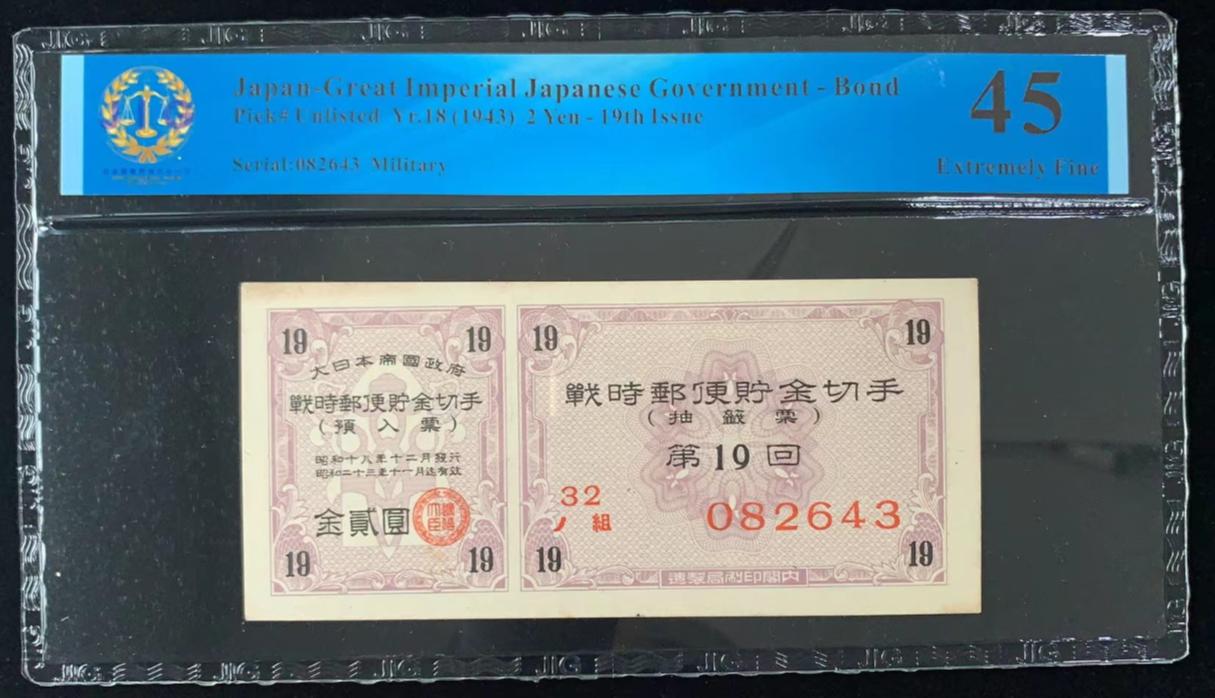 Japan-Great Imperial Japanese Government - Bond
Pick# Unlisted Yr.18 (1943) 2 Yen - 19th Issue
Serial:082643 Military
45
Extremely Fine
19 19
大日本帝國政府
戰時郵便貯金切手
(預入票)
昭和十八年十二月發行
昭和二十三年十一月迄有效
金貳圓
19 19
19 19
戰時郵便貯金切手
(抽籤票)
第19回
32
ノ組
082643
19 19
内閣印刷局製造
JIG